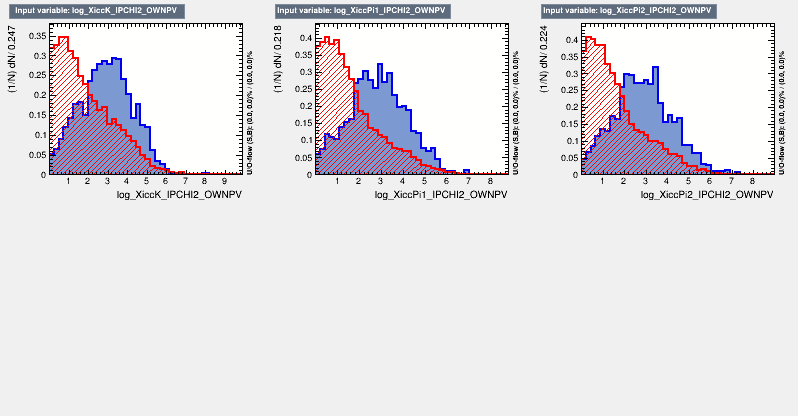 Input variable: log_XiccK_IPCHI2_OWNPV
(1/N) dN/ 0.247
0.35
0.3
0.25
0.2
0.15
0.1
0.05
0
1 2 3 4 5 6 7 8 9
log_XiccK_IPCHI2_OWNPV
U/O-flow (S,B): (0.0, 0.0)% / (0.0, 0.0)%
Input variable: log_XiccPi1_IPCHI2_OWNPV
(1/N) dN/ 0.218
0.4
0.35
0.3
0.25
0.2
0.15
0.1
0.05
0
1 2 3 4 5 6 7 8
log_XiccPi1_IPCHI2_OWNPV
U/O-flow (S,B): (0.0, 0.0)% / (0.0, 0.0)%
Input variable: log_XiccPi2_IPCHI2_OWNPV
(1/N) dN/ 0.224
0.4
0.35
0.3
0.25
0.2
0.15
0.1
0.05
0
1 2 3 4 5 6 7 8
log_XiccPi2_IPCHI2_OWNPV
U/O-flow (S,B): (0.0, 0.0)% / (0.0, 0.0)%